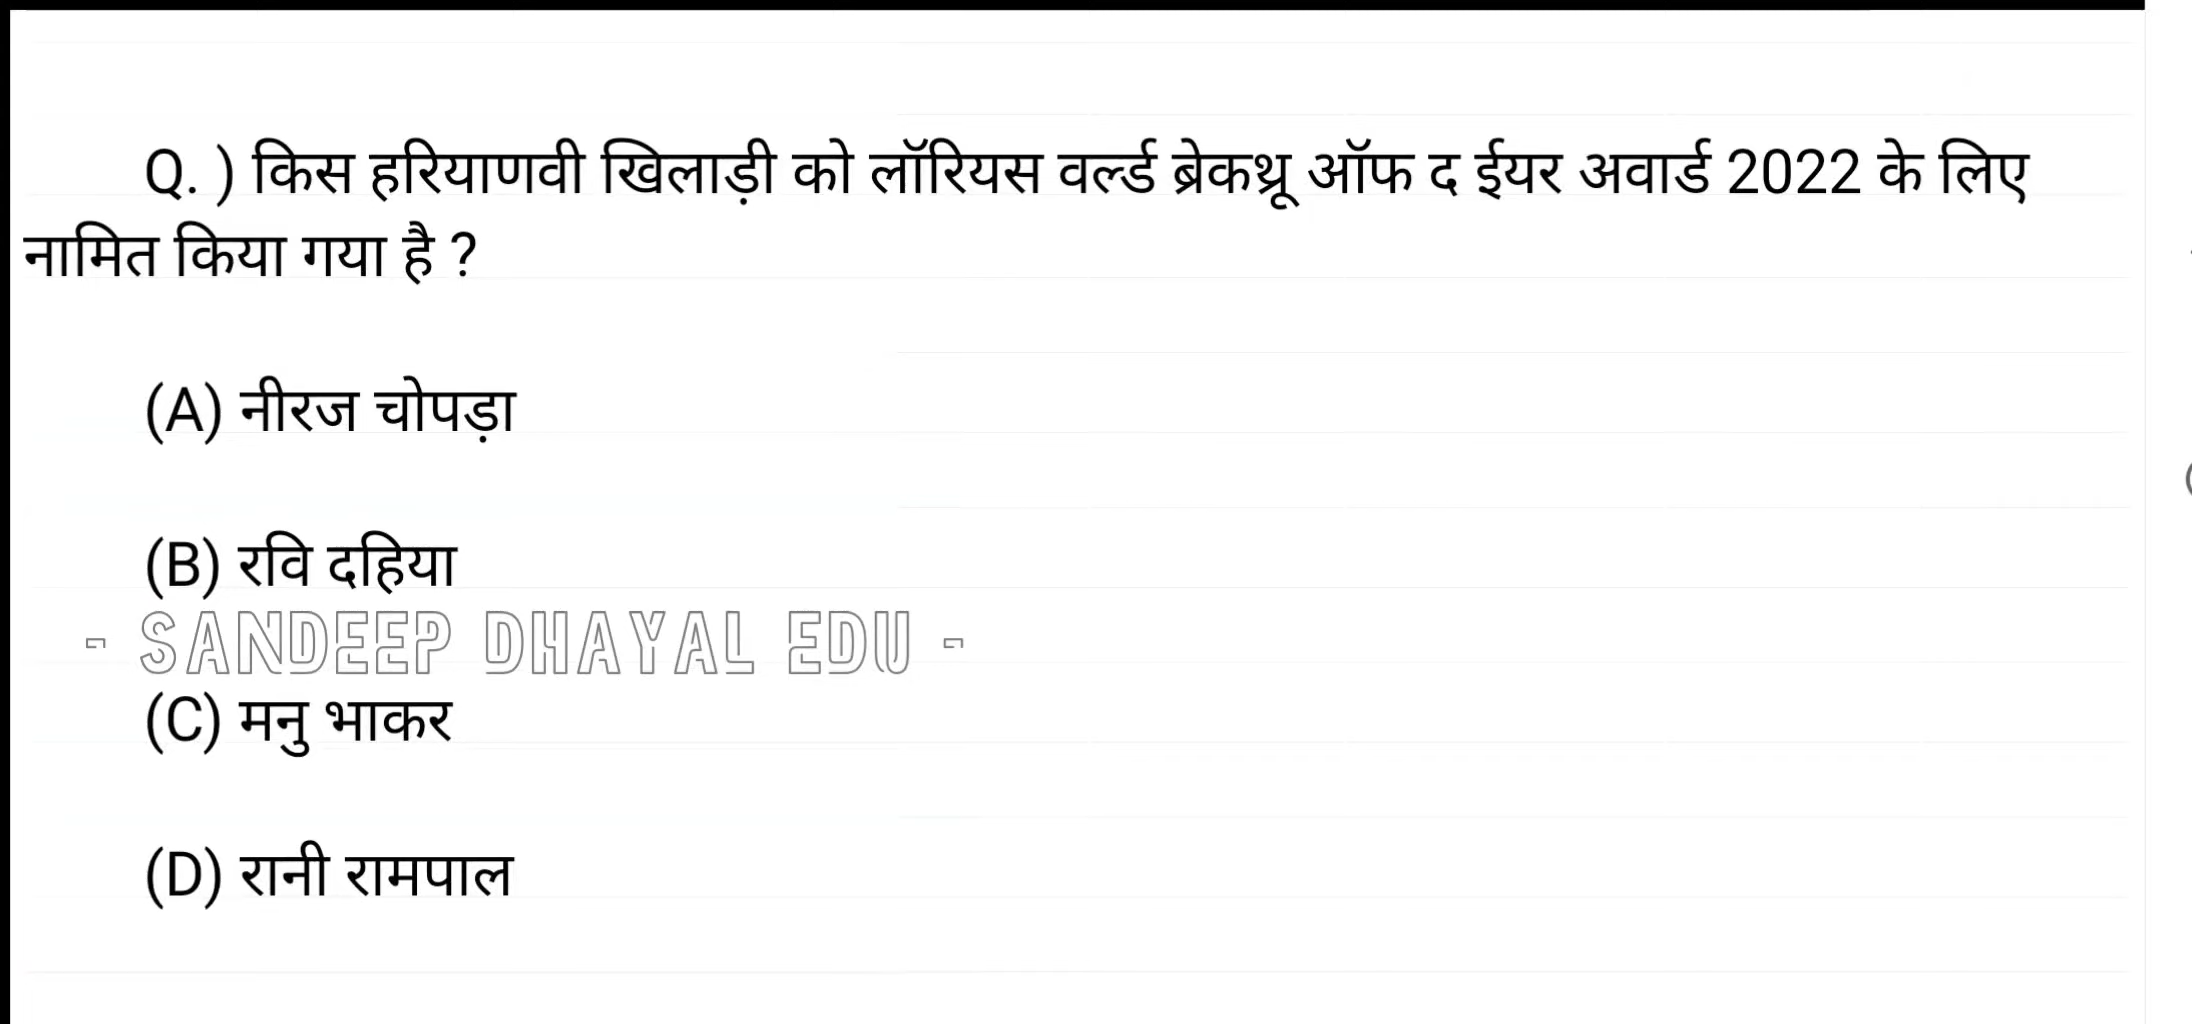 Q. ) किस हरियाणवी खिलाड़ी को लॉरियस वर्ल्ड ब्रेकथ्रू ऑफ द ईयर अवार्ड 2022 के लिए
नामित किया गया है ?
(A) नीरज चोपड़ा
(B) रवि दहिया
- SANDEEP DHAYAL EDU -
(C) मनु भाकर
(D) रानी रामपाल